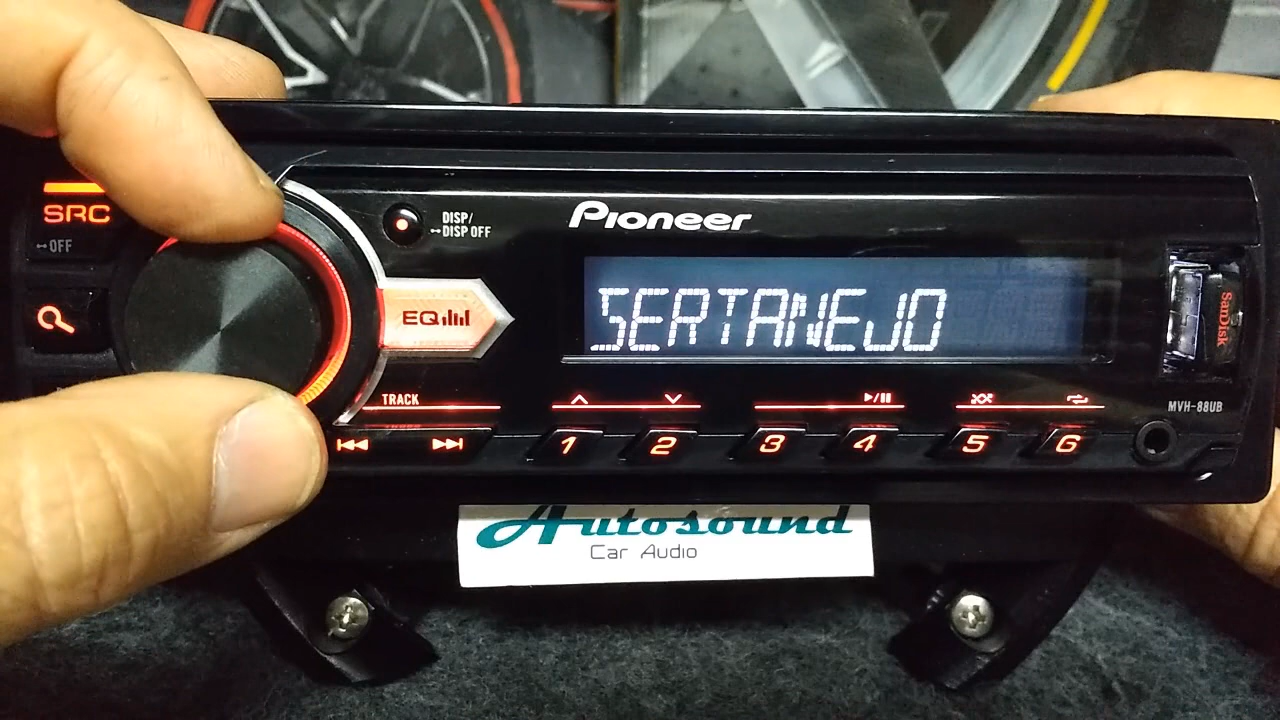 SRC
OFF
DISP/
DISP OFF
Pioneer
EQ
SERTANEJO
SanDisk
TRACK
MVH-88UB
1 2 3 4 5 6
Autosound
Car Audio